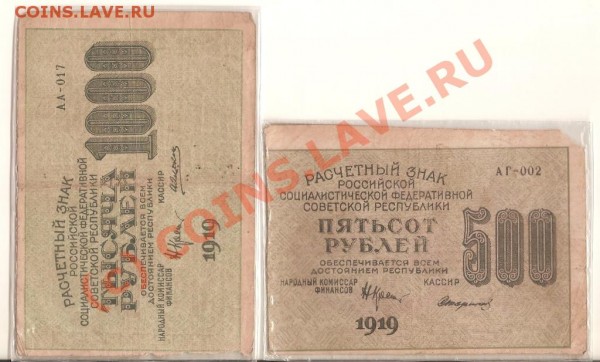 COINS.LAVE.RU
АА-017
РАСЧЕТНЫЙ ЗНАК
РОССИЙСКОЙ
СОЦИАЛИСТИЧЕСКОЙ ФЕДЕРАТИВНОЙ
СОВЕТСКОЙ РЕСПУБЛИКИ
ТЫСЯЧА
РУБЛЕЙ
1000
ОБЕСПЕЧИВАЕТСЯ ВСЕМ
ДОСТОЯНИЕМ РЕСПУБЛИКИ
НАРОДНЫЙ КОМИССАР
ФИНАНСОВ
КАССИР
1919
COINS.LAVE.RU
РАСЧЕТНЫЙ ЗНАК
АГ-002
РОССИЙСКОЙ
СОЦИАЛИСТИЧЕСКОЙ ФЕДЕРАТИВНОЙ
СОВЕТСКОЙ РЕСПУБЛИКИ
ПЯТЬСОТ
РУБЛЕЙ
500
ОБЕСПЕЧИВАЕТСЯ ВСЕМ
ДОСТОЯНИЕМ РЕСПУБЛИКИ
НАРОДНЫЙ КОМИССАР
ФИНАНСОВ
КАССИР
1919